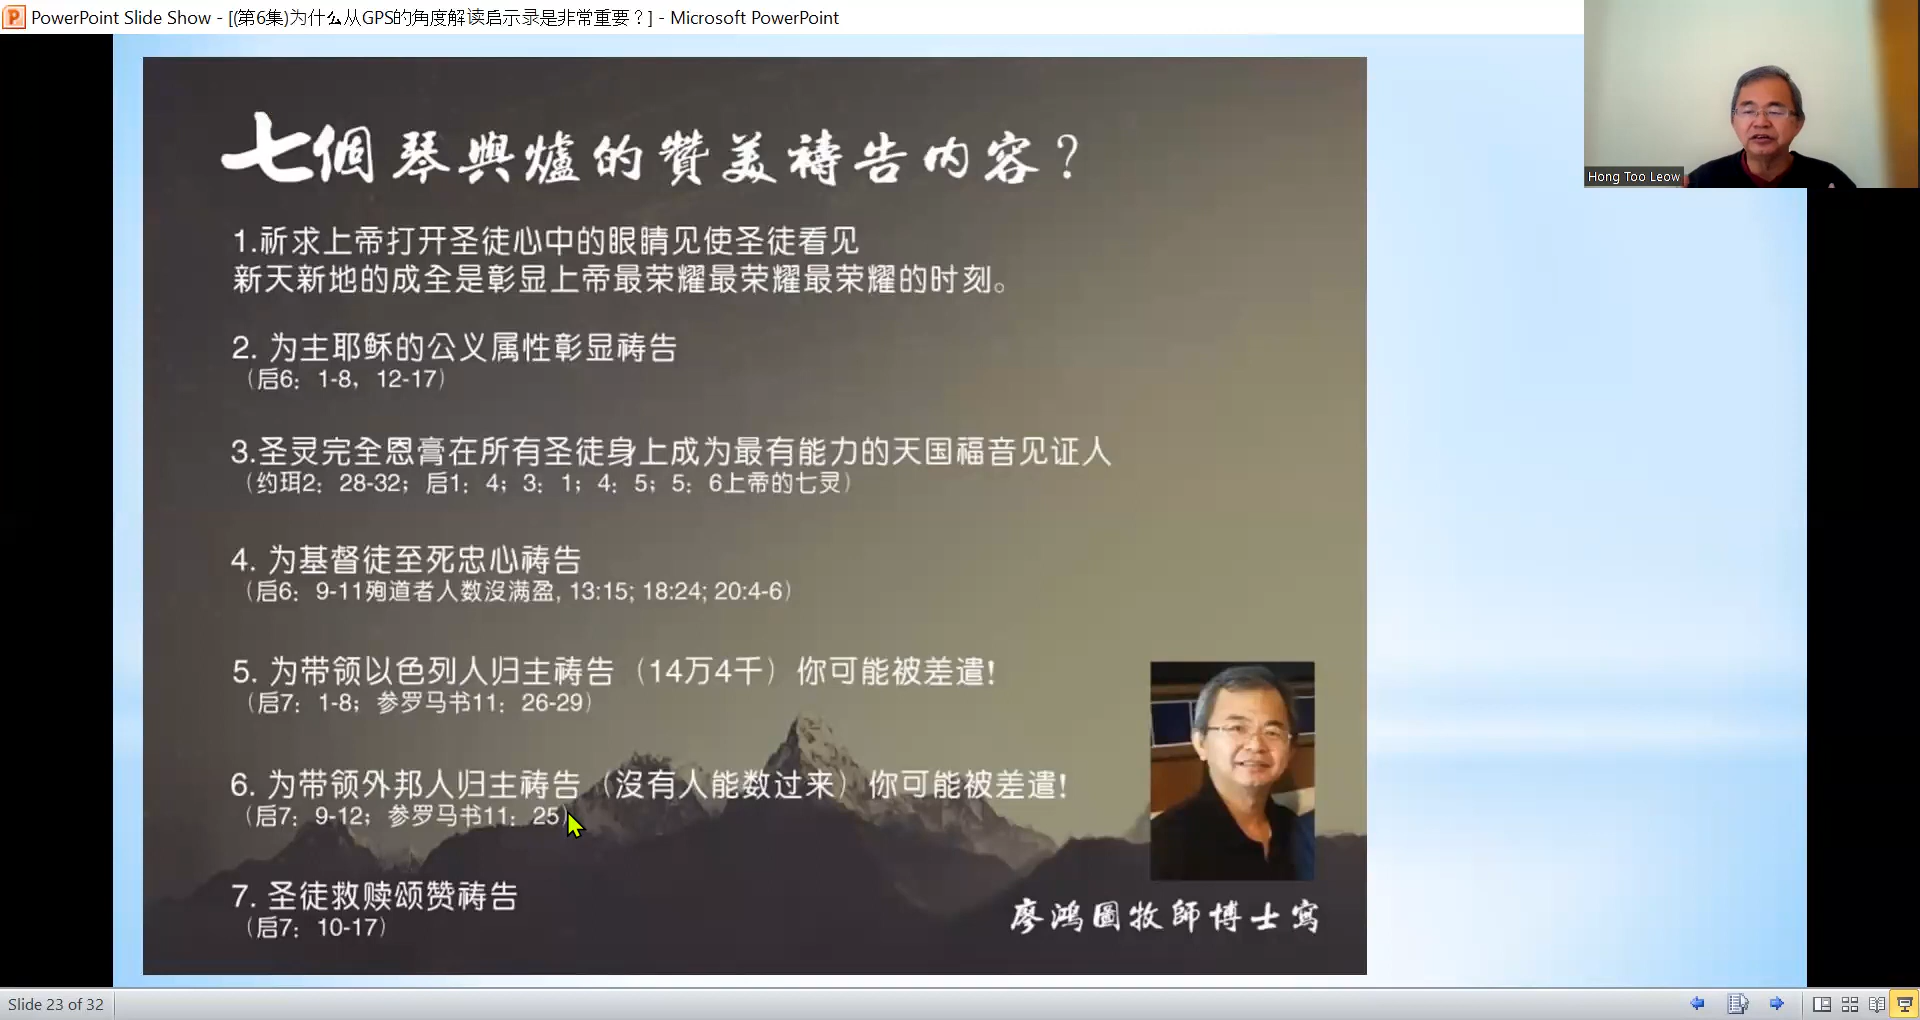 PowerPoint Slide Show - [(第6集)为什么从GPS的角度解读启示录是非常重要？] - Microsoft PowerPoint
Hong Too Leow
七個琴與爐的贊美禱告内容？
1.祈求上帝打开圣徒心中的眼睛见使圣徒看见
新天新地的成全是彰显上帝最荣耀最荣耀最荣耀的时刻。
2. 为主耶稣的公义属性彰显祷告
（启6：1-8，12-17）
3.圣灵完全恩膏在所有圣徒身上成为最有能力的天国福音见证人
（约珥2：28-32；启1：4；3：1；4：5；5：6上帝的七灵）
4. 为基督徒至死忠心祷告
（启6：9-11殉道者人数沒满盈, 13:15; 18:24; 20:4-6）
5. 为带领以色列人归主祷告（14万4千）你可能被差遣!
（启7：1-8；参罗马书11：26-29）
6. 为带领外邦人归主祷告（沒有人能数过来）你可能被差遣!
（启7：9-12；参罗马书11：25）
7. 圣徒救赎颂赞祷告
（启7：10-17）
廖鸿圖牧師博士寫
Slide 23 of 32